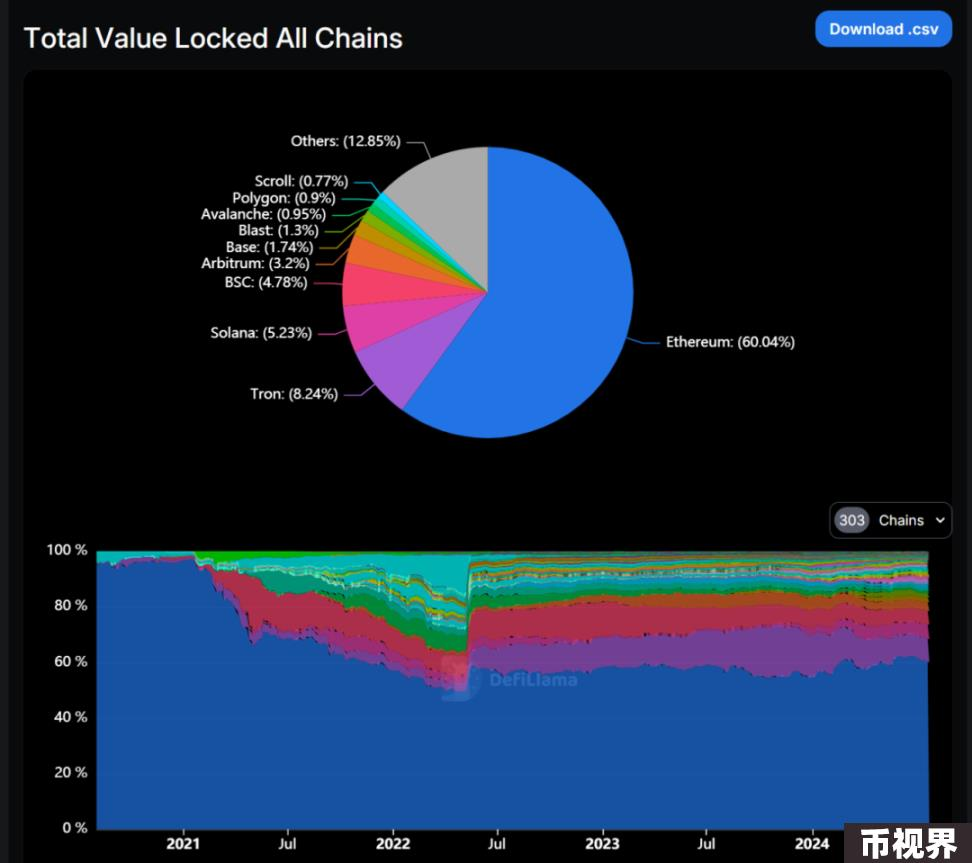 Total Value Locked All Chains
Download .csv
Others: (12.85%)
Scroll: (0.77%)
Polygon: (0.9%)
Avalanche: (0.95%)
Blast: (1.3%)
Base: (1.74%)
Arbitrum: (3.2%)
BSC: (4.78%)
Solana: (5.23%)
Ethereum: (60.04%)
Tron: (8.24%)
303 Chains
100 %
80 %
60 %
DefiLlama
40 %
20 %
0 %
2021 Jul 2022 Jul 2023 Jul 2024
币视界